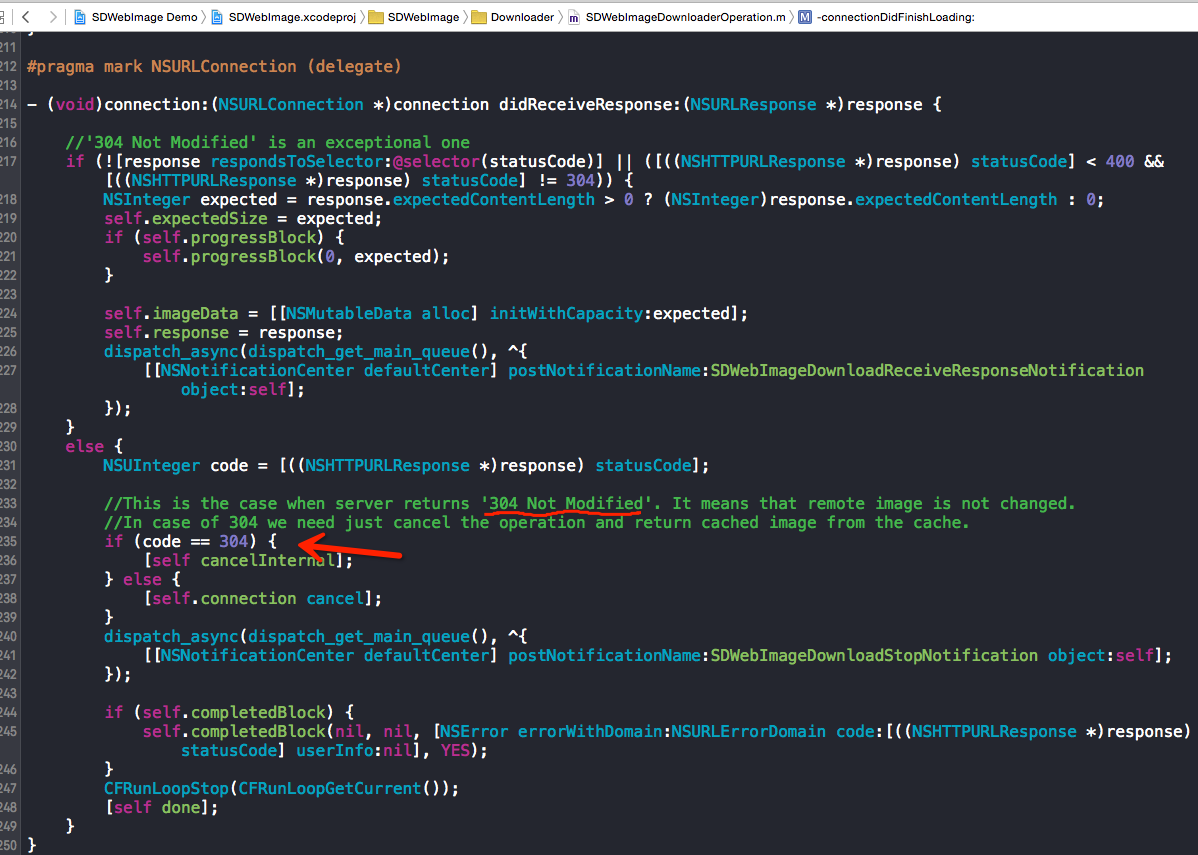 SDWebImage Demo SDWebImage.xcodeproj SDWebImage Downloader m SDWebImageDownloaderOperation.m M -connectionDidFinishLoading:
211
212 #pragma mark NSURLConnection (delegate)
213
214 - (void)connection:(NSURLConnection *)connection didReceiveResponse:(NSURLResponse *)response {
215
216 //'304 Not Modified' is an exceptional one
217 if (![response respondsToSelector:@selector(statusCode)] || ([((NSHTTPURLResponse *)response) statusCode] < 400 &&
[((NSHTTPURLResponse *)response) statusCode] != 304)) {
218 NSInteger expected = response.expectedContentLength > 0 ? (NSInteger)response.expectedContentLength : 0;
219 self.expectedSize = expected;
220 if (self.progressBlock) {
221 self.progressBlock(0, expected);
222 }
223
224 self.imageData = [[NSMutableData alloc] initWithCapacity:expected];
225 self.response = response;
226 dispatch_async(dispatch_get_main_queue(), ^{
227 [[NSNotificationCenter defaultCenter] postNotificationName:SDWebImageDownloadReceiveResponseNotification
object:self];
228 });
229 }
230 else {
231 NSUInteger code = [((NSHTTPURLResponse *)response) statusCode];
232
233 //This is the case when server returns '304 Not Modified'. It means that remote image is not changed.
234 //In case of 304 we need just cancel the operation and return cached image from the cache.
235 if (code == 304) {
236 [self cancelInternal];
237 } else {
238 [self.connection cancel];
239 }
240 dispatch_async(dispatch_get_main_queue(), ^{
241 [[NSNotificationCenter defaultCenter] postNotificationName:SDWebImageDownloadStopNotification object:self];
242 });
243
244 if (self.completedBlock) {
245 self.completedBlock(nil, nil, [NSError errorWithDomain:NSURLErrorDomain code:[((NSHTTPURLResponse *)response)
statusCode] userInfo:nil], YES);
246 }
247 CFRunLoopStop(CFRunLoopGetCurrent());
248 [self done];
249 }
250 }